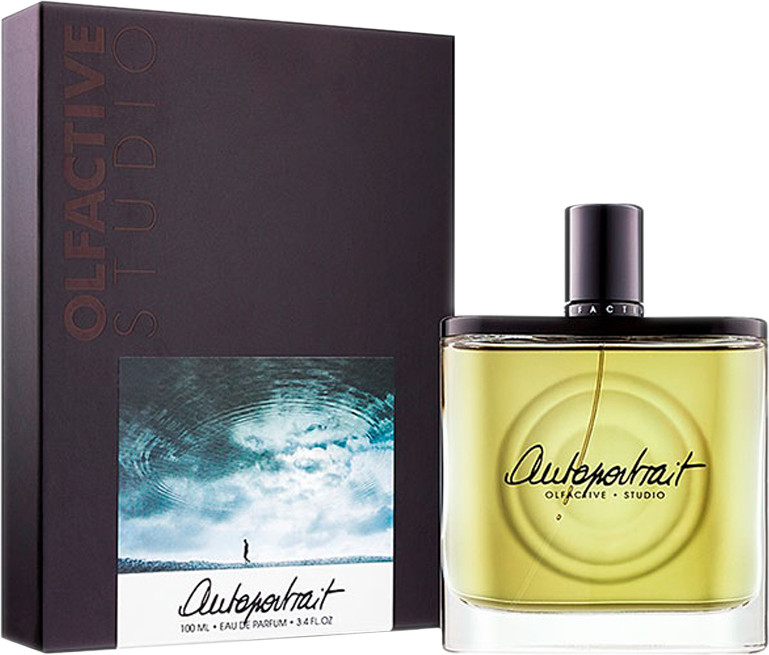 OLFACTIVE
STUDIO
Autoportrait
100 ML • EAU DE PARFUM • 3.4 FL.OZ
FACTI
Autoportrait
OLFACTIVE • STUDIO